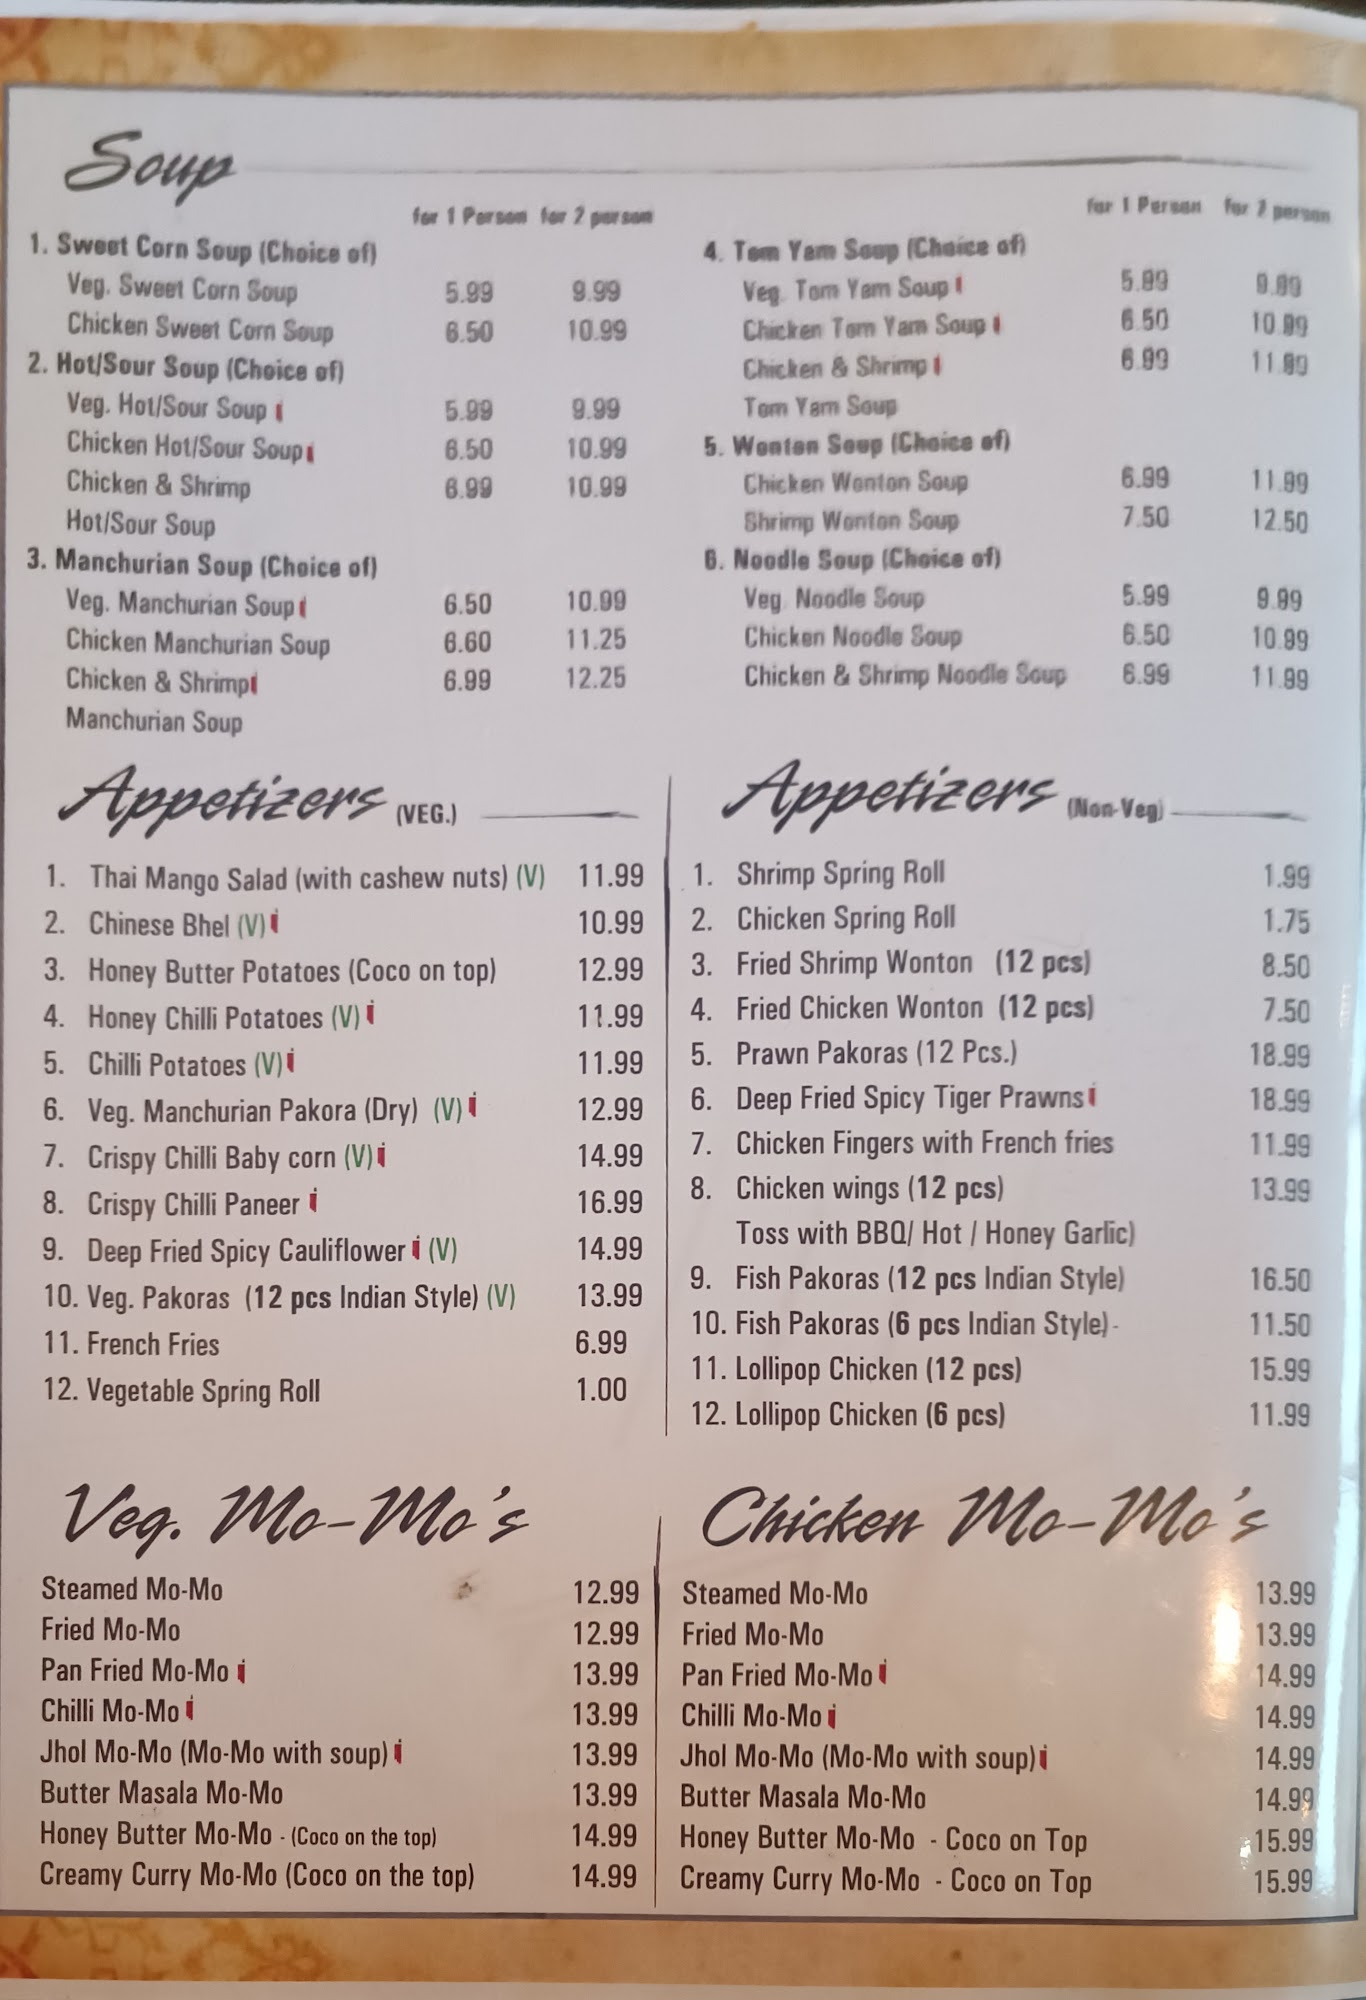 Soup
for 1 Person for 2 person
1. Sweet Corn Soup (Choice of)
Veg. Sweet Corn Soup 5.99 9.99
Chicken Sweet Corn Soup 6.50 10.99
2. Hot/Sour Soup (Choice of)
Veg. Hot/Sour Soup 5.99 9.99
Chicken Hot/Sour Soup 6.50 10.99
Chicken & Shrimp 6.99 10.99
Hot/Sour Soup
3. Manchurian Soup (Choice of)
Veg. Manchurian Soup 6.50 10.99
Chicken Manchurian Soup 6.60 11.25
Chicken & Shrimp 6.99 12.25
Manchurian Soup
for 1 Person for 2 person
4. Tom Yam Soup (Choice of)
Veg. Tom Yam Soup 5.99 9.99
Chicken Tom Yam Soup 6.50 10.99
Chicken & Shrimp 6.99 11.99
Tom Yam Soup
5. Wonton Soup (Choice of)
Chicken Wonton Soup 6.99 11.99
Shrimp Wonton Soup 7.50 12.50
6. Noodle Soup (Choice of)
Veg. Noodle Soup 5.99 9.99
Chicken Noodle Soup 6.50 10.99
Chicken & Shrimp Noodle Soup 6.99 11.99
Appetizers (VEG.)
1. Thai Mango Salad (with cashew nuts) (V) 11.99
2. Chinese Bhel (V) 10.99
3. Honey Butter Potatoes (Coco on top) 12.99
4. Honey Chilli Potatoes (V) 11.99
5. Chilli Potatoes (V) 11.99
6. Veg. Manchurian Pakora (Dry) (V) 12.99
7. Crispy Chilli Baby corn (V) 14.99
8. Crispy Chilli Paneer 16.99
9. Deep Fried Spicy Cauliflower (V) 14.99
10. Veg. Pakoras (12 pcs Indian Style) (V) 13.99
11. French Fries 6.99
12. Vegetable Spring Roll 1.00
Appetizers (Non-Veg)
1. Shrimp Spring Roll 1.99
2. Chicken Spring Roll 1.75
3. Fried Shrimp Wonton (12 pcs) 8.50
4. Fried Chicken Wonton (12 pcs) 7.50
5. Prawn Pakoras (12 Pcs.) 18.99
6. Deep Fried Spicy Tiger Prawns 18.99
7. Chicken Fingers with French fries 11.99
8. Chicken wings (12 pcs) 13.99
Toss with BBQ/ Hot / Honey Garlic)
9. Fish Pakoras (12 pcs Indian Style) 16.50
10. Fish Pakoras (6 pcs Indian Style) - 11.50
11. Lollipop Chicken (12 pcs) 15.99
12. Lollipop Chicken (6 pcs) 11.99
Veg. Mo-Mo's
Steamed Mo-Mo 12.99
Fried Mo-Mo 12.99
Pan Fried Mo-Mo 13.99
Chilli Mo-Mo 13.99
Jhol Mo-Mo (Mo-Mo with soup) 13.99
Butter Masala Mo-Mo 13.99
Honey Butter Mo-Mo - (Coco on the top) 14.99
Creamy Curry Mo-Mo (Coco on the top) 14.99
Chicken Mo-Mo's
Steamed Mo-Mo 13.99
Fried Mo-Mo 13.99
Pan Fried Mo-Mo 14.99
Chilli Mo-Mo 14.99
Jhol Mo-Mo (Mo-Mo with soup) 14.99
Butter Masala Mo-Mo 14.99
Honey Butter Mo-Mo - Coco on Top 15.99
Creamy Curry Mo-Mo - Coco on Top 15.99